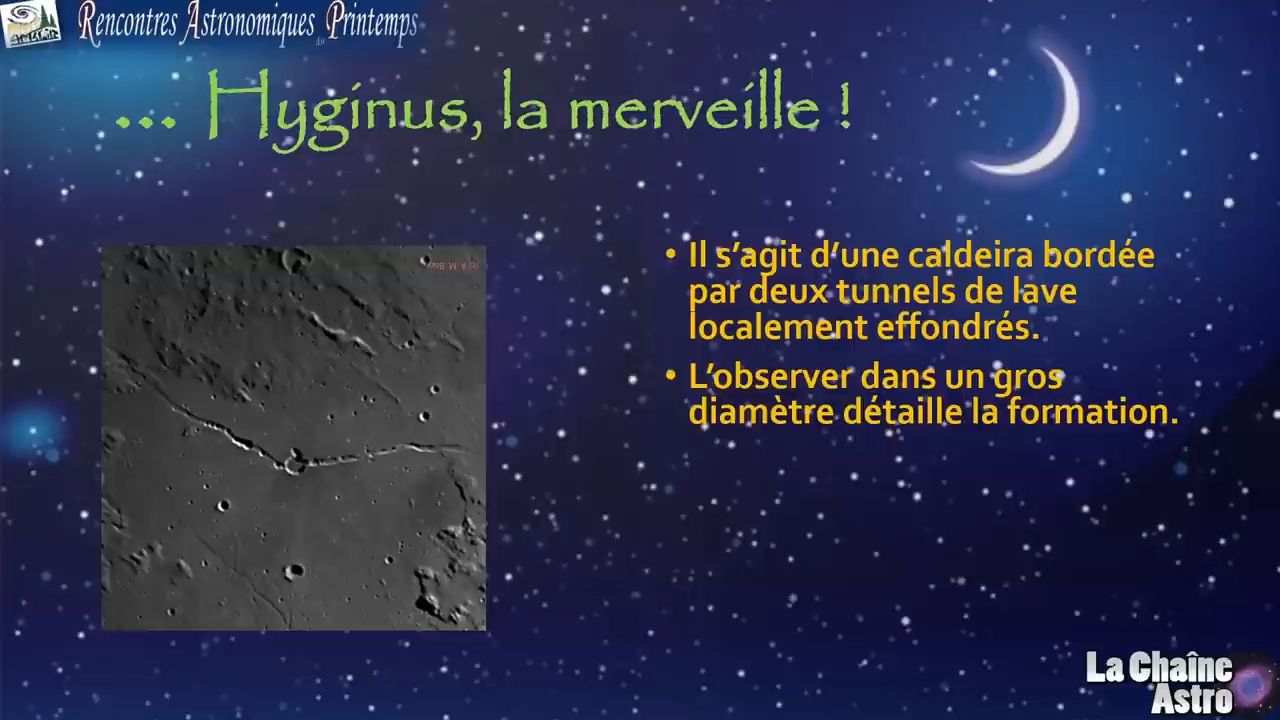 Rencontres Astronomiques du Printemps
... Hyginus, la merveille !
• Il s’agit d’une caldeira bordée
par deux tunnels de lave
localement effondrés.
• L’observer dans un gros
diamètre détaille la formation.
La Chaîne
Astro